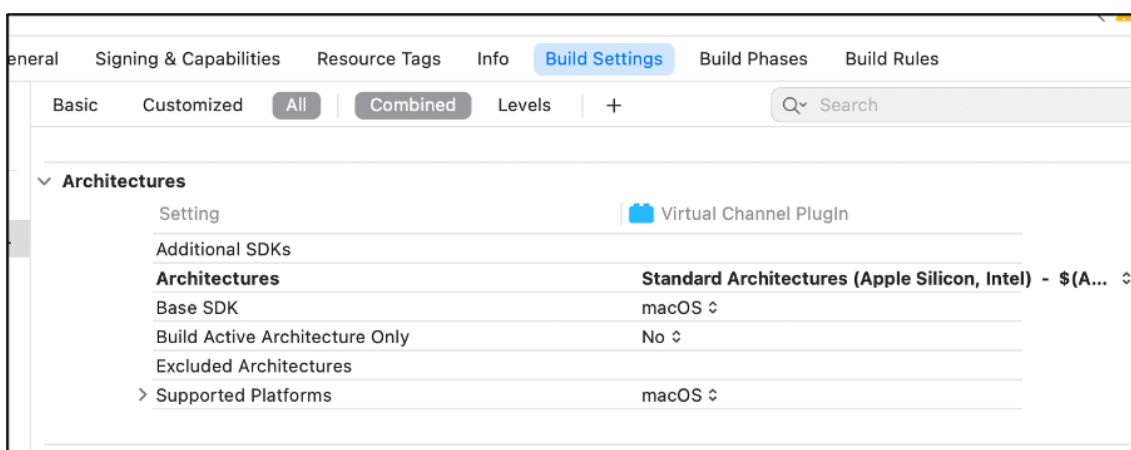 eneral Signing & Capabilities Resource Tags Info Build Settings Build Phases Build Rules
Basic Customized All Combined Levels + Search
Architectures
Setting Virtual Channel PlugIn
Additional SDKs
Architectures Standard Architectures (Apple Silicon, Intel) - $(A...
Base SDK macOS
Build Active Architecture Only No
Excluded Architectures
Supported Platforms macOS